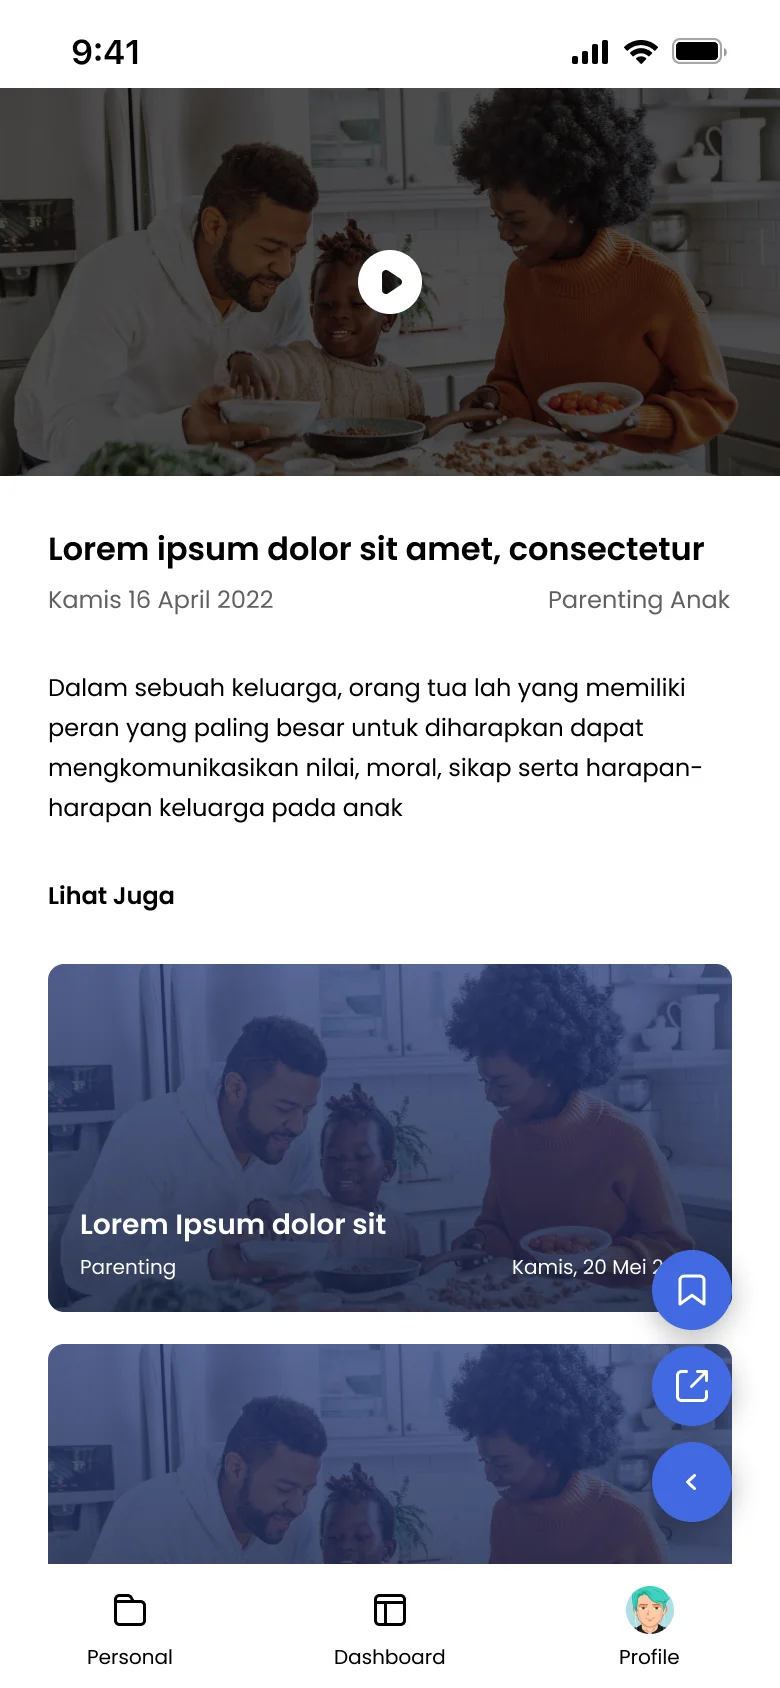 9:41
Lorem ipsum dolor sit amet, consectetur
Kamis 16 April 2022
Parenting Anak
Dalam sebuah keluarga, orang tua lah yang memiliki
peran yang paling besar untuk diharapkan dapat
mengkomunikasikan nilai, moral, sikap serta harapan-
harapan keluarga pada anak
Lihat Juga
Lorem Ipsum dolor sit
Parenting
Kamis, 20 Mei
Personal
Dashboard
Profile